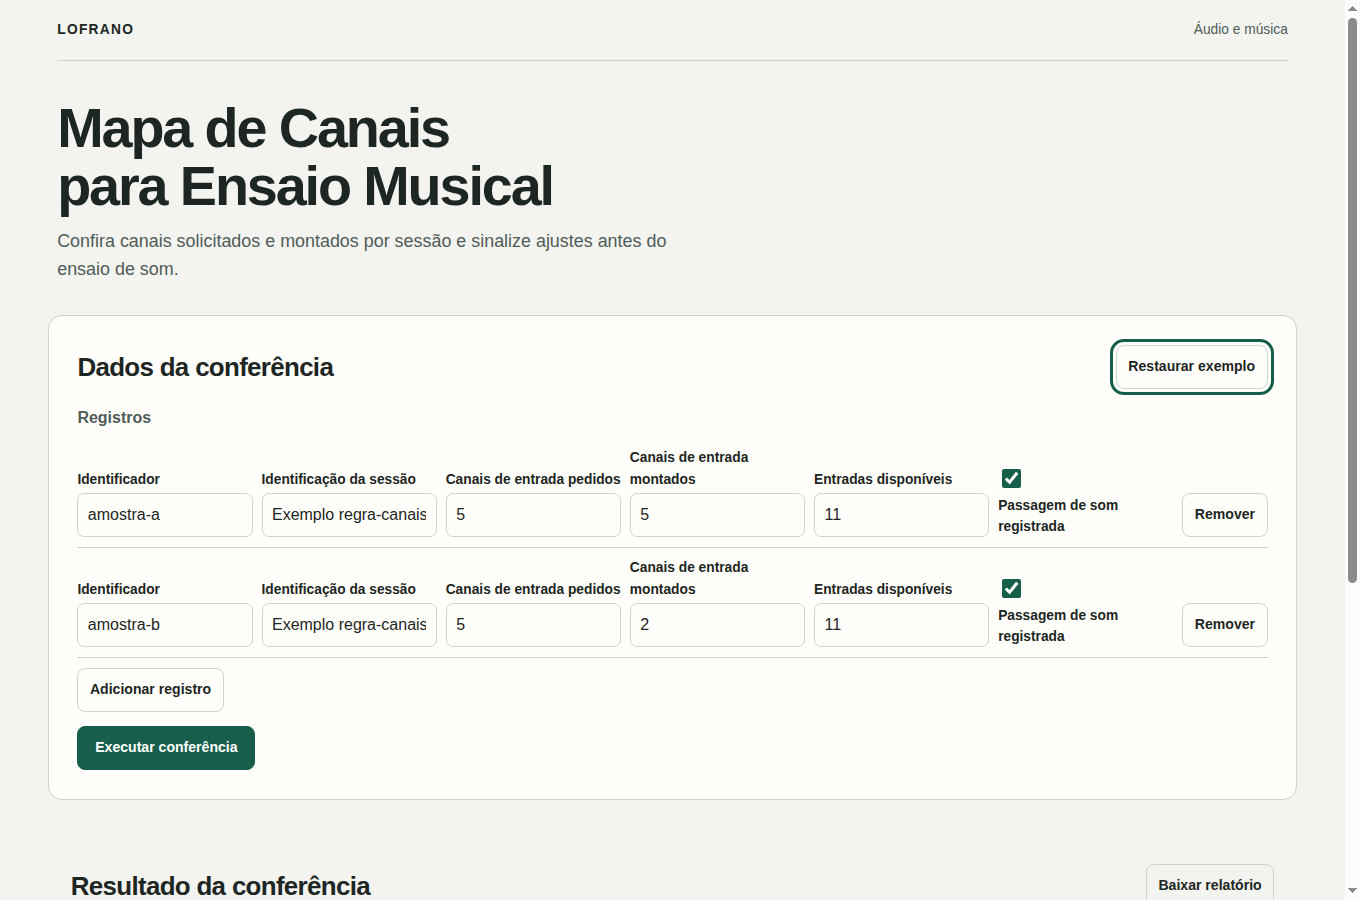 LOFRANO
Áudio e música
Mapa de Canais
para Ensaio Musical
Confira canais solicitados e montados por sessão e sinalize ajustes antes do
ensaio de som.
Dados da conferência
Restaurar exemplo
Registros
Identificador
Identificação da sessão
Canais de entrada pedidos
Canais de entrada
montados
Entradas disponíveis
Passagem de som
registrada
amostra-a
Exemplo regra-canais
5
5
11
Remover
Identificador
Identificação da sessão
Canais de entrada pedidos
Canais de entrada
montados
Entradas disponíveis
Passagem de som
registrada
amostra-b
Exemplo regra-canais
5
2
11
Remover
Adicionar registro
Executar conferência
Resultado da conferência
Baixar relatório